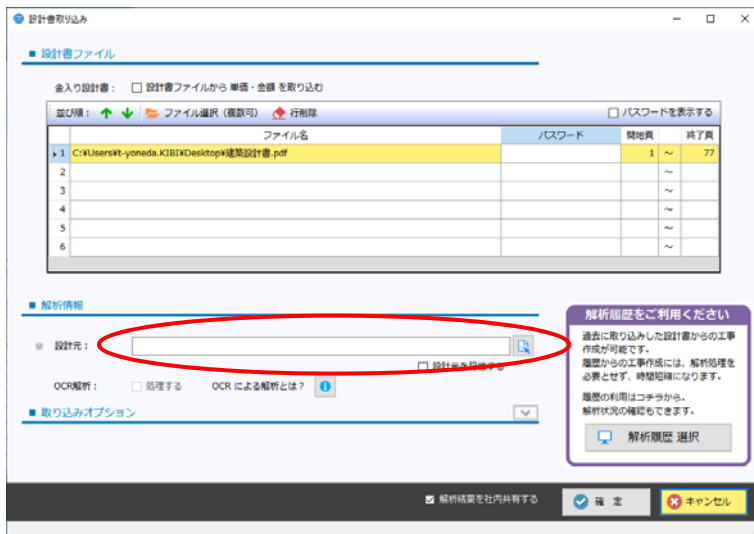 設計書取り込み
■ 設計書ファイル
金入り設計書： 設計書ファイルから 単価・金額 を取り込む
並び順： ファイル選択（複数可） 行削除 パスワードを表示する
ファイル名 パスワード 開始頁 終了頁
1 C:¥Users¥t-yoneda.KIBI¥Desktop¥建築設計書.pdf 1 ～ 77
2 ～
3 ～
4 ～
5 ～
6 ～
■ 解析情報
設計元：
設計元を記憶する
OCR解析： 処理する OCR による解析とは？
■ 取り込みオプション
解析履歴をご利用ください
過去に取り込みした設計書からの工事
作成が可能です。
履歴からの工事作成には、解析処理を
必要とせず、時間短縮になります。
履歴の利用はコチラから。
解析状況の確認もできます。
解析履歴 選択
解析結果を社内共有する 確 定 キャンセル